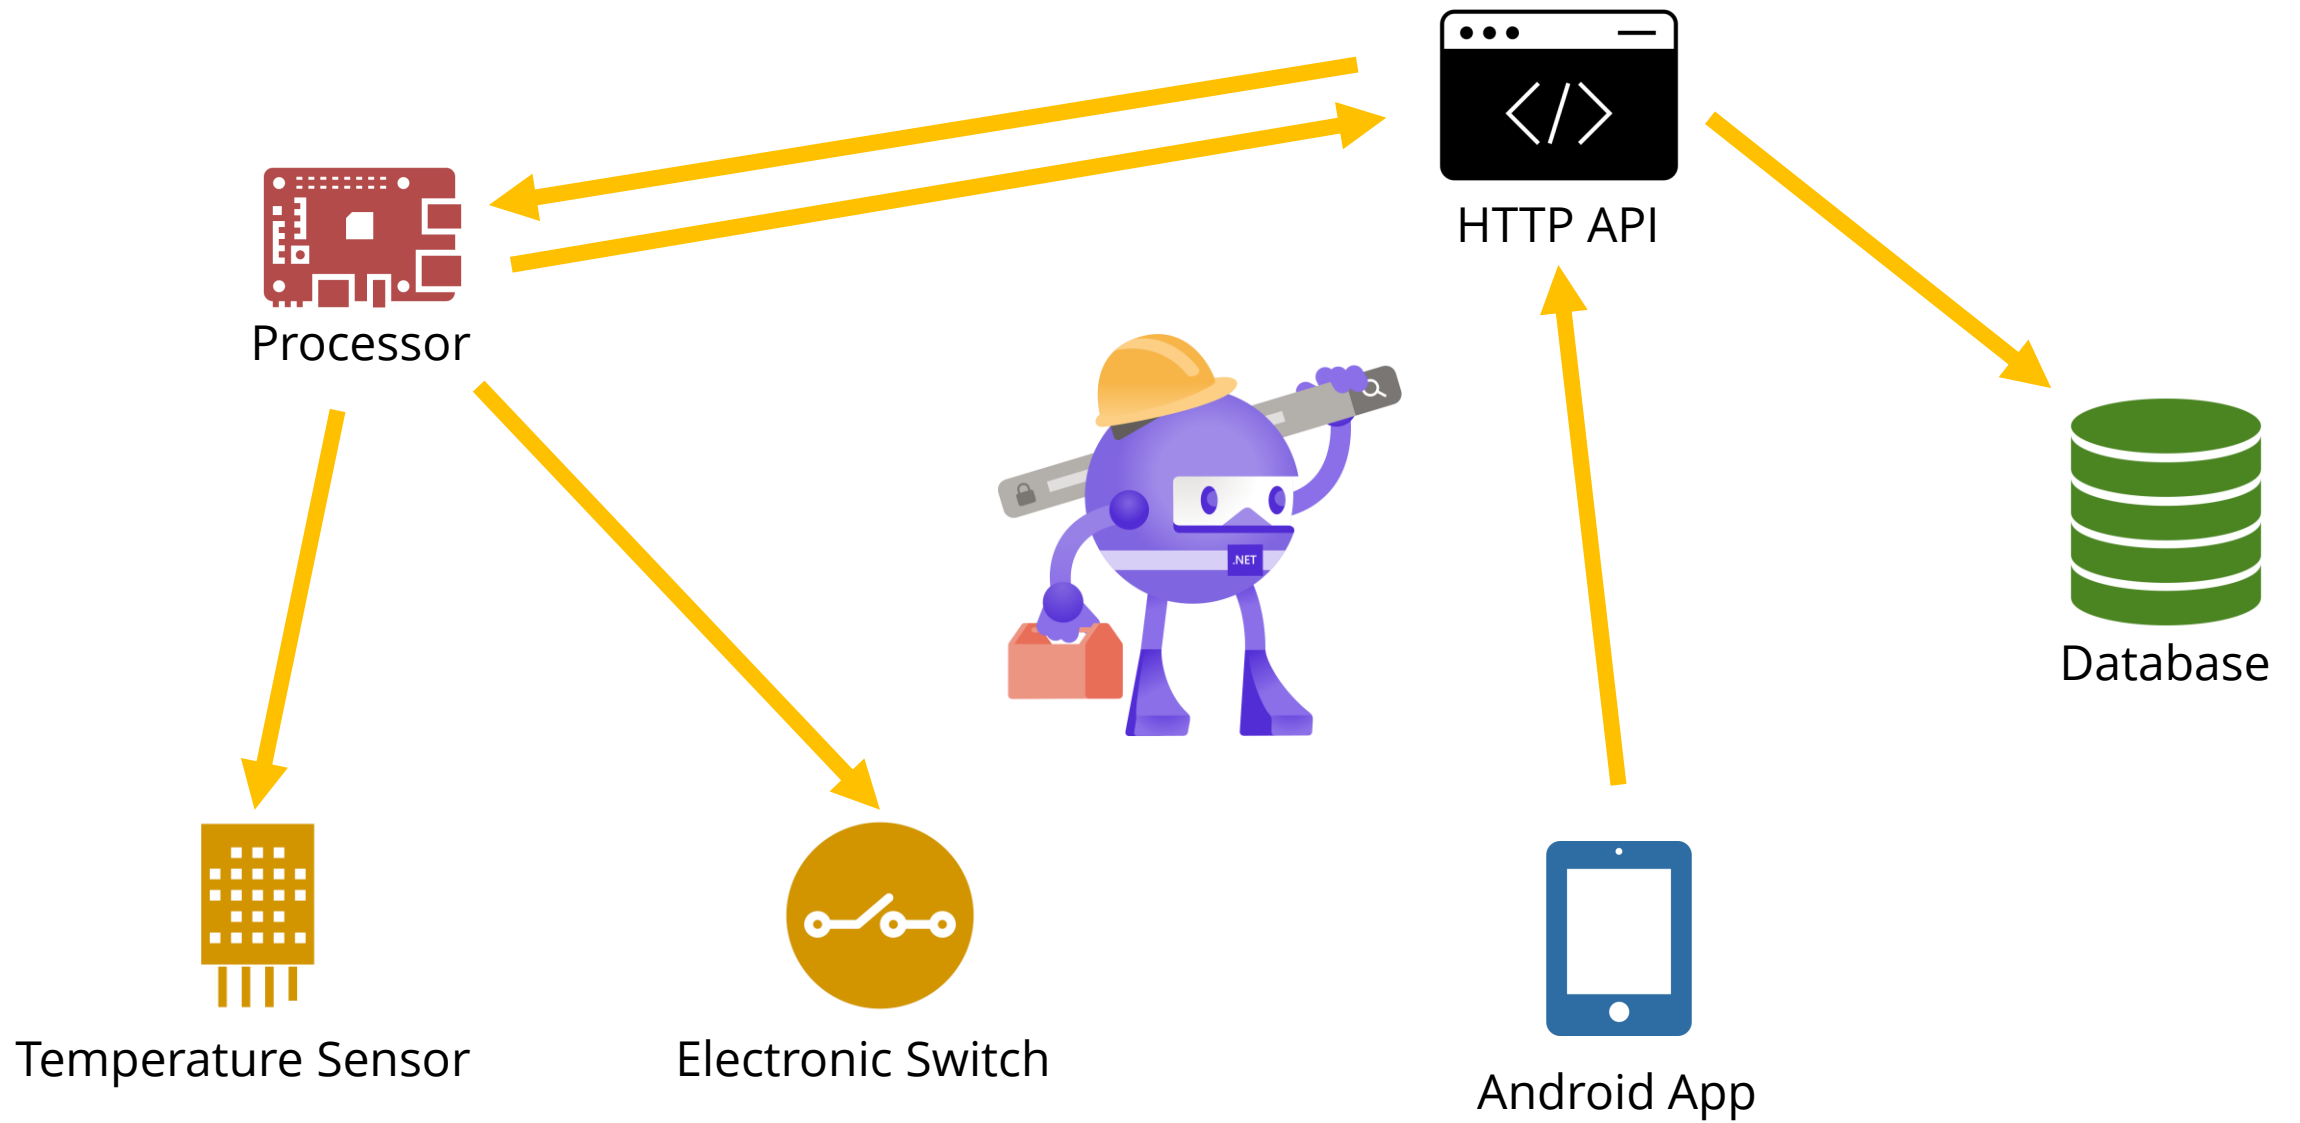 HTTP API
Processor
.NET
Database
Temperature Sensor
Electronic Switch
Android App